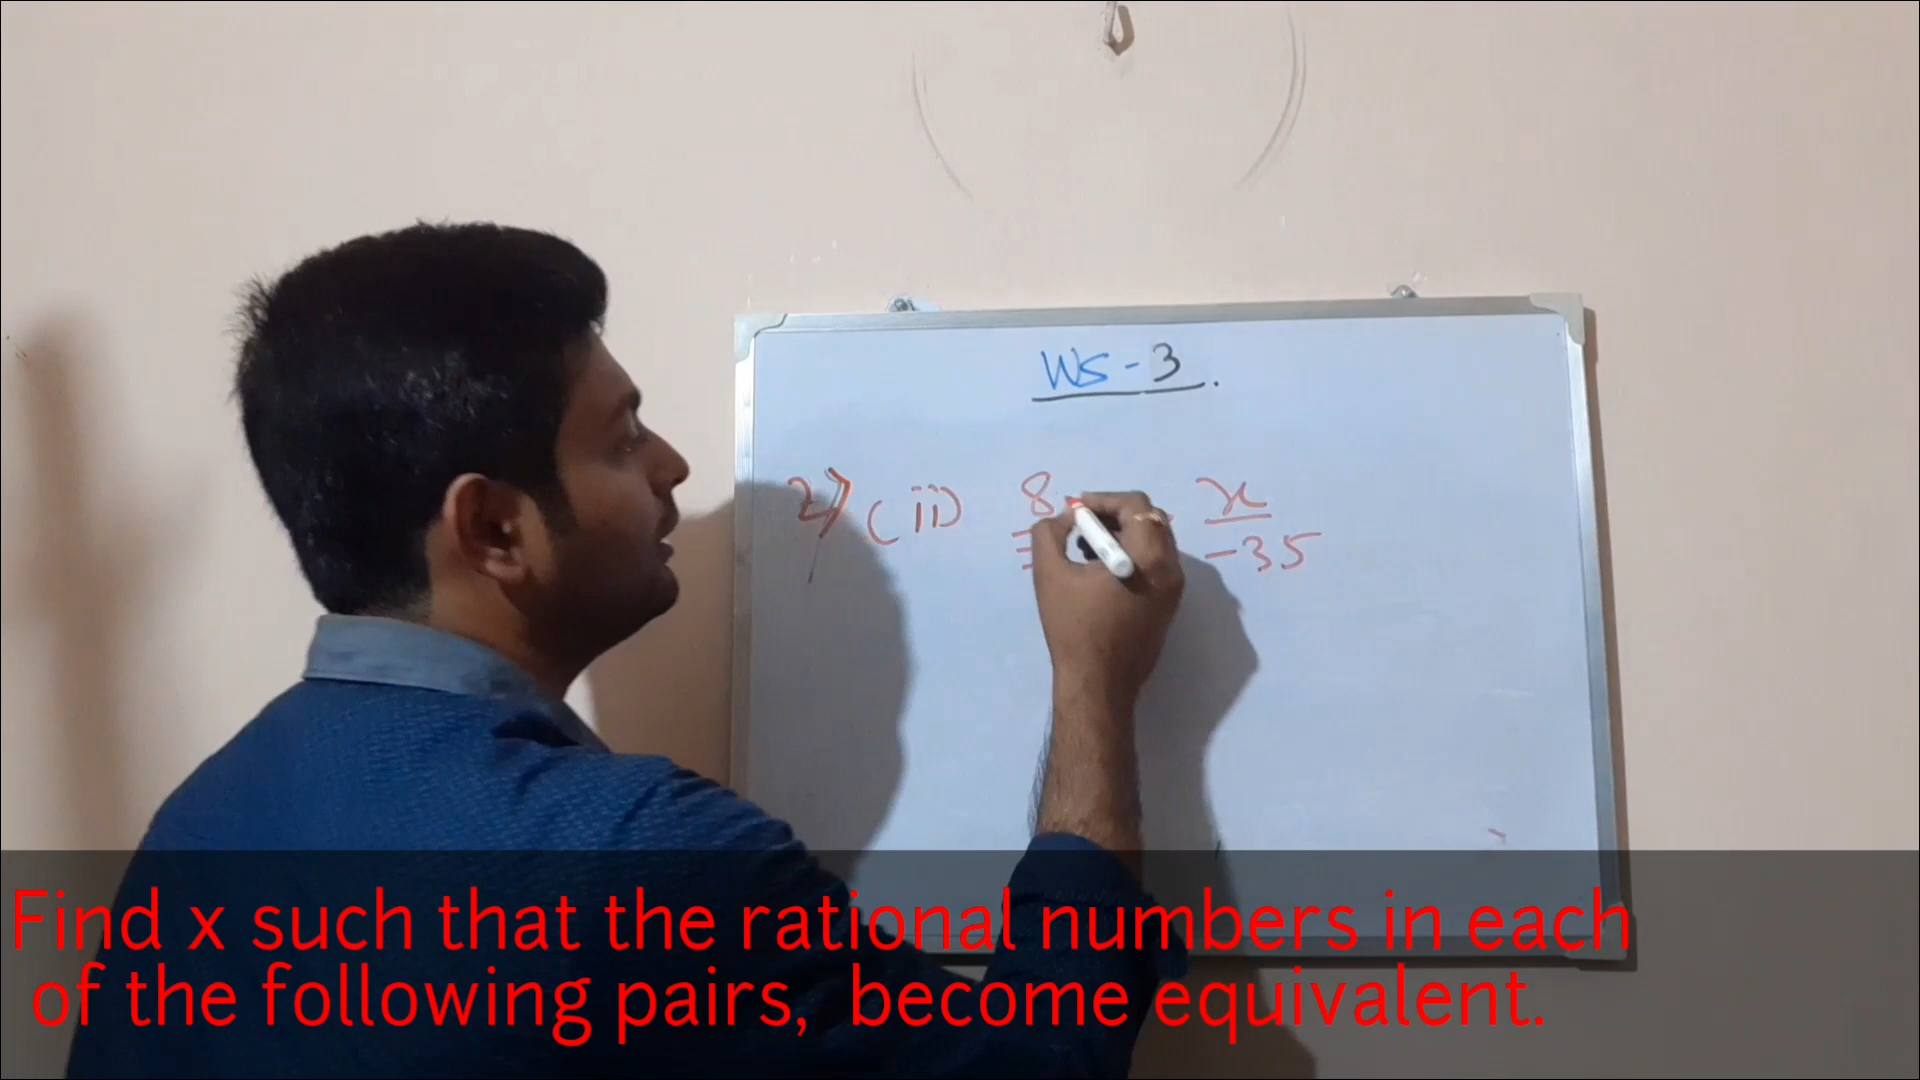 WS - 3.
2) (ii) 8 x
-35
Find x such that the rational numbers in each
of the following pairs, become equivalent.